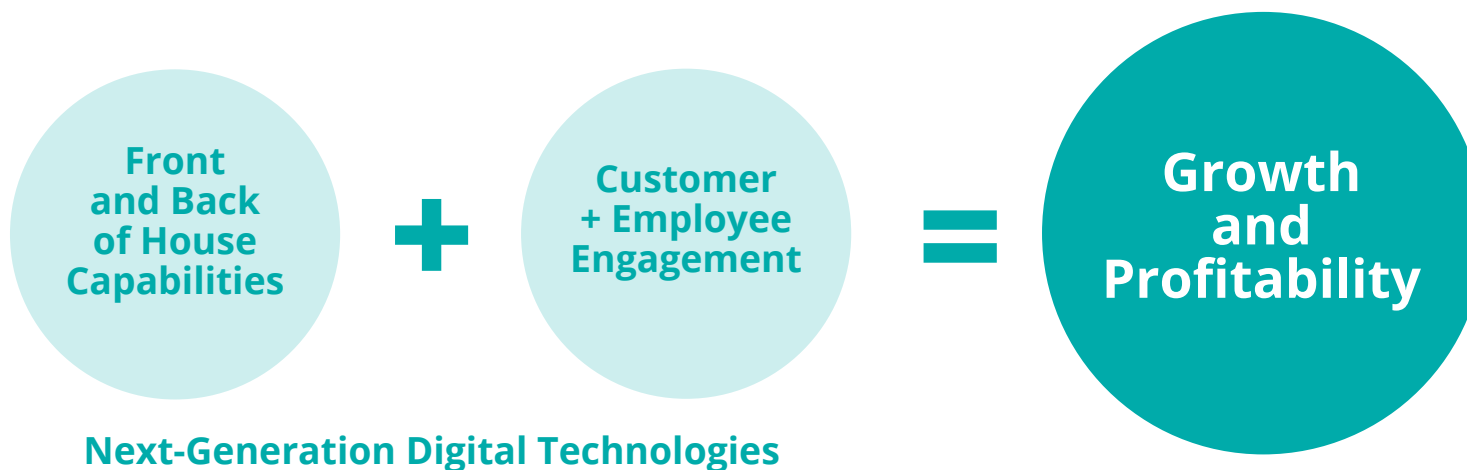 Front
and Back
of House
Capabilities
+
Customer
+ Employee
Engagement
=
Growth
and
Profitability
Next-Generation Digital Technologies